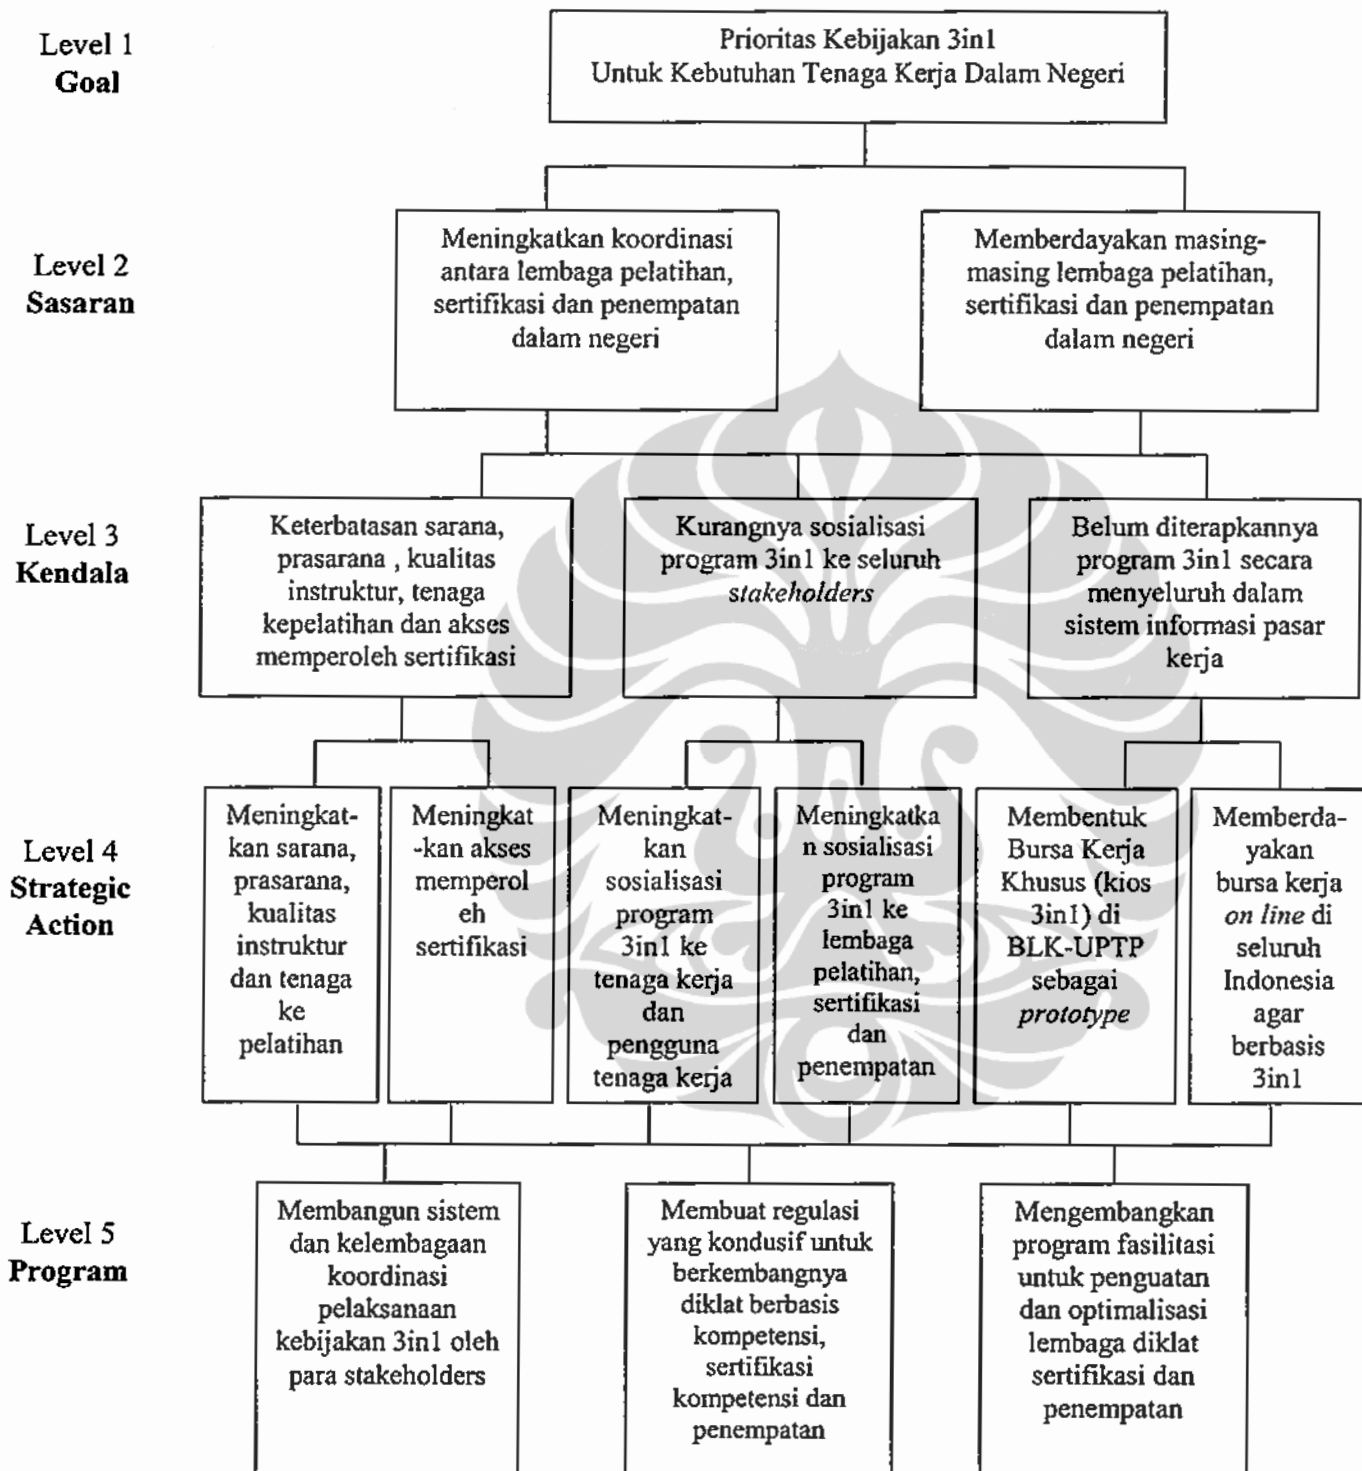 Level 1
Goal
Prioritas Kebijakan 3in1
Untuk Kebutuhan Tenaga Kerja Dalam Negeri
Level 2
Sasaran
Meningkatkan koordinasi
antara lembaga pelatihan,
sertifikasi dan penempatan
dalam negeri
Memberdayakan masing-
masing lembaga pelatihan,
sertifikasi dan penempatan
dalam negeri
Level 3
Kendala
Keterbatasan sarana,
prasarana , kualitas
instruktur, tenaga
kepelatihan dan akses
memperoleh sertifikasi
Kurangnya sosialisasi
program 3in1 ke seluruh
stakeholders
Belum diterapkannya
program 3in1 secara
menyeluruh dalam
sistem informasi pasar
kerja
Level 4
Strategic
Action
Meningkat-
kan sarana,
prasarana,
kualitas
instruktur
dan tenaga
ke
pelatihan
Meningkat
-kan akses
memperol
eh
sertifikasi
Meningkat-
kan
sosialisasi
program
3in1 ke
tenaga kerja
dan
pengguna
tenaga kerja
Meningkatka
n sosialisasi
program
3in1 ke
lembaga
pelatihan,
sertifikasi
dan
penempatan
Membentuk
Bursa Kerja
Khusus (kios
3in1) di
BLK-UPTP
sebagai
prototype
Memberda-
yakan
bursa kerja
on line di
seluruh
Indonesia
agar
berbasis
3in1
Level 5
Program
Membangun sistem
dan kelembagaan
koordinasi
pelaksanaan
kebijakan 3in1 oleh
para stakeholders
Membuat regulasi
yang kondusif untuk
berkembangnya
diklat berbasis
kompetensi,
sertifikasi
kompetensi dan
penempatan
Mengembangkan
program fasilitasi
untuk penguatan
dan optimalisasi
lembaga diklat
sertifikasi dan
penempatan